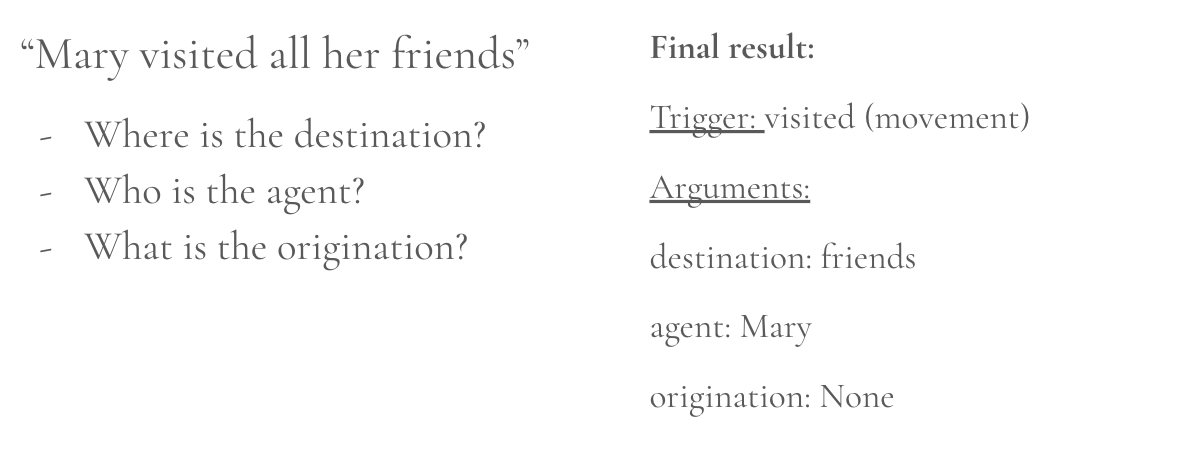 “Mary visited all her friends”
- Where is the destination?
- Who is the agent?
- What is the origination?
Final result:
Trigger: visited (movement)
Arguments:
destination: friends
agent: Mary
origination: None